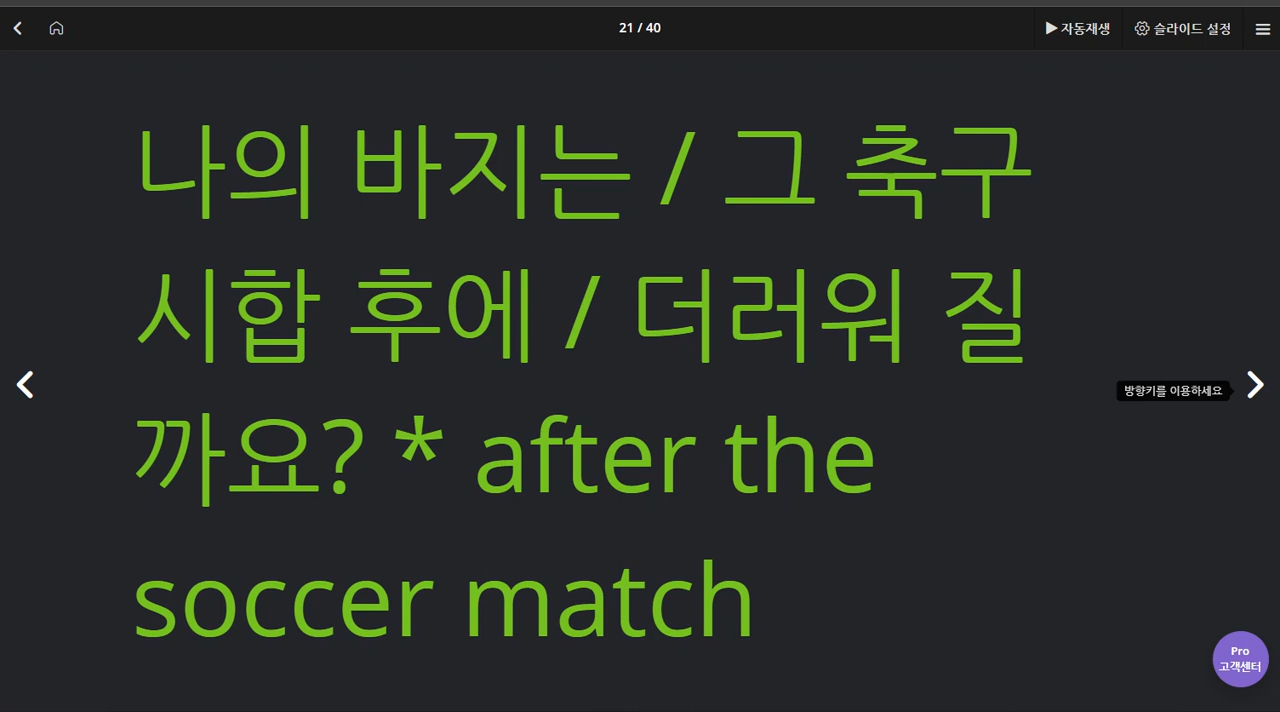 21 / 40
자동재생
슬라이드 설정
나의 바지는 / 그 축구
시합 후에 / 더러워 질
까요? * after the
soccer match
방향키를 이용하세요
Pro
고객센터